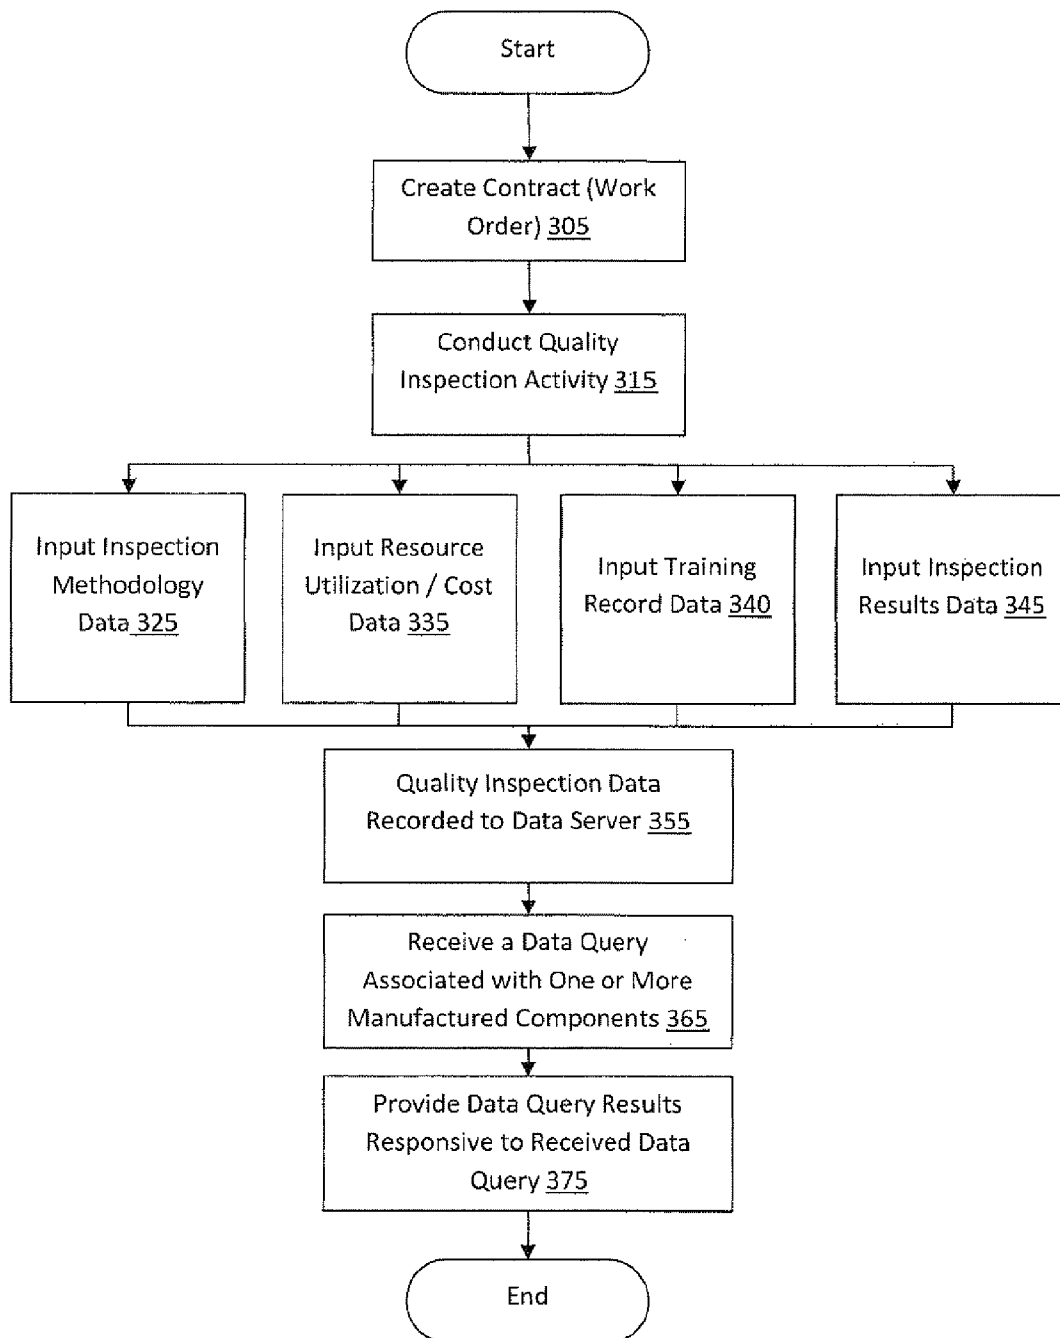 Start
Create Contract (Work
Order) 305
Conduct Quality
Inspection Activity 315
Input Inspection
Methodology
Data 325
Input Resource
Utilization / Cost
Data 335
Input Training
Record Data 340
Input Inspection
Results Data 345
Quality Inspection Data
Recorded to Data Server 355
Receive a Data Query
Associated with One or More
Manufactured Components 365
Provide Data Query Results
Responsive to Received Data
Query 375
End